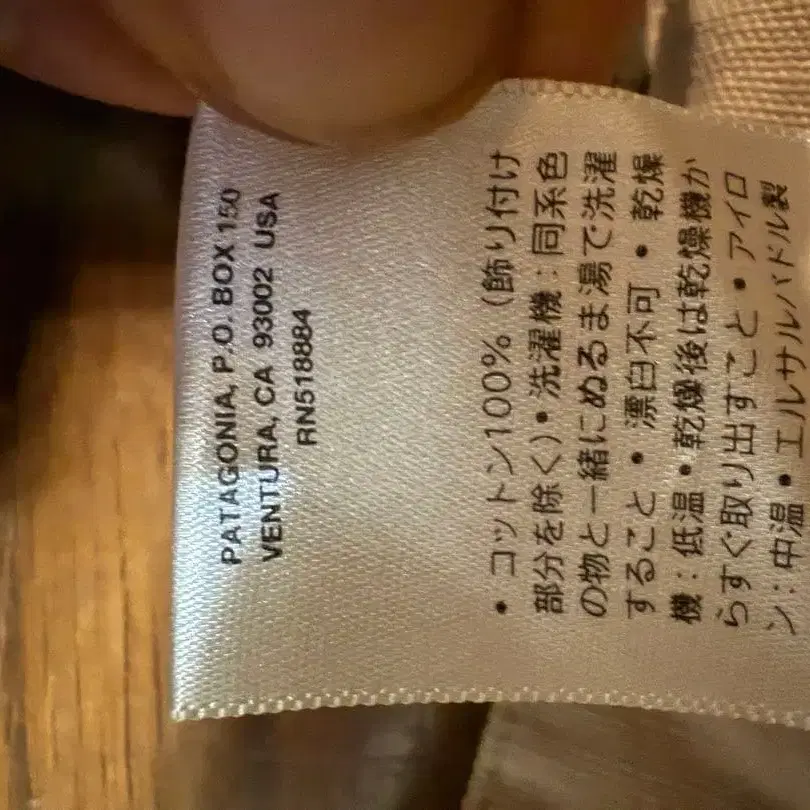 PATAGONIA, P.O. BOX 150
VENTURA, CA 93002 USA
RN518884
• コットン100%（飾り付け
部分を除く）• 洗濯機：同系色
の物と一緒にぬるま湯で洗濯
すること • 漂白不可 • 乾燥
機：低温 • 乾燥後は乾燥機か
らすぐ取り出すこと • アイロ
ン：中温 • エルサルバドル製